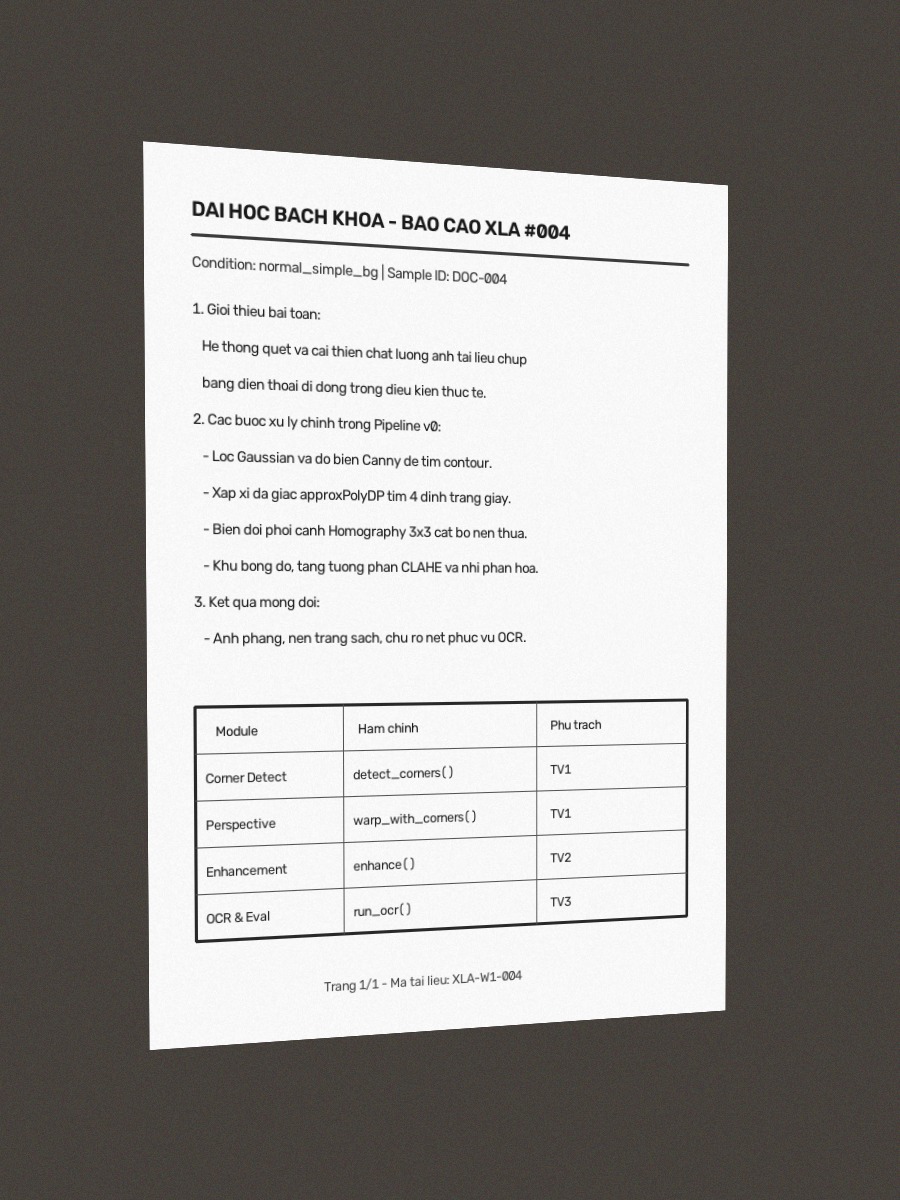 DAI HOC BACH KHOA - BAO CAO XLA #004
Condition: normal_simple_bg | Sample ID: DOC-004
1. Gioi thieu bai toan:
He thong quet va cai thien chat luong anh tai lieu chup
bang dien thoai di dong trong dieu kien thuc te.
2. Cac buoc xu ly chinh trong Pipeline v0:
- Loc Gaussian va do bien Canny de tim contour.
- Xap xi da giac approxPolyDP tim 4 dinh trang giay.
- Bien doi phoi canh Homography 3x3 cat bo nen thua.
- Khu bong do, tang tuong phan CLAHE va nhi phan hoa.
3. Ket qua mong doi:
- Anh phang, nen trang sach, chu ro net phuc vu OCR.
Module Ham chinh Phu trach
Corner Detect detect_corners() TV1
Perspective warp_with_corners() TV1
Enhancement enhance() TV2
OCR & Eval run_ocr() TV3
Trang 1/1 - Ma tai lieu: XLA-W1-004